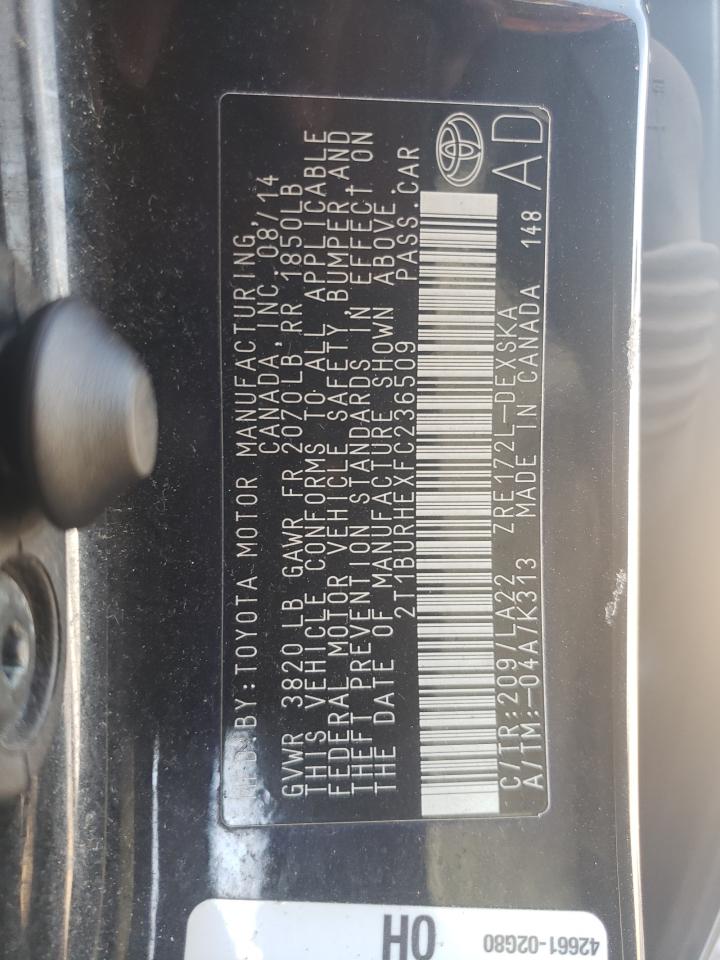 MFD. BY: TOYOTA MOTOR MANUFACTURING,
CANADA, INC. 08/14
GVWR 3820 LB GAWR FR 2070 LB, RR 1850LB
THIS VEHICLE CONFORMS TO ALL APPLICABLE
FEDERAL MOTOR VEHICLE SAFETY, BUMPER, AND
THEFT PREVENTION STANDARDS IN EFFECT ON
THE DATE OF MANUFACTURE SHOWN ABOVE.
2T1BURHEXFC236509 PASS.CAR
C/TR:209/LA22 ZRE172L-DEXSKA
A/TM:-04A/K313 MADE IN CANADA 148 AD
OH
42661-02G80